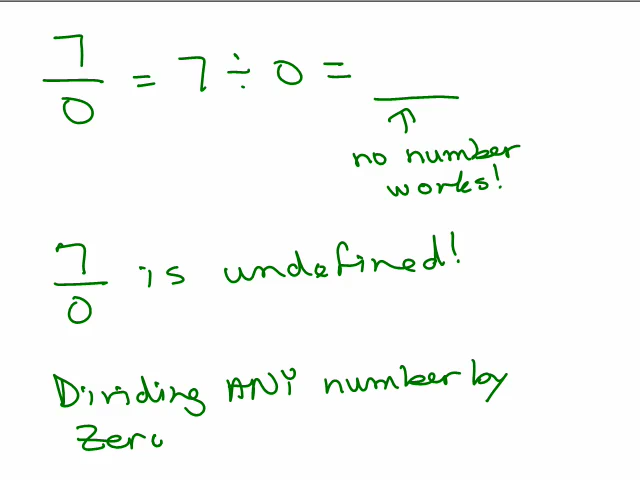 7/0 = 7 ÷ 0 = ___
↑
no number
works!
7/0 is undefined!
Dividing ANY number by
zero